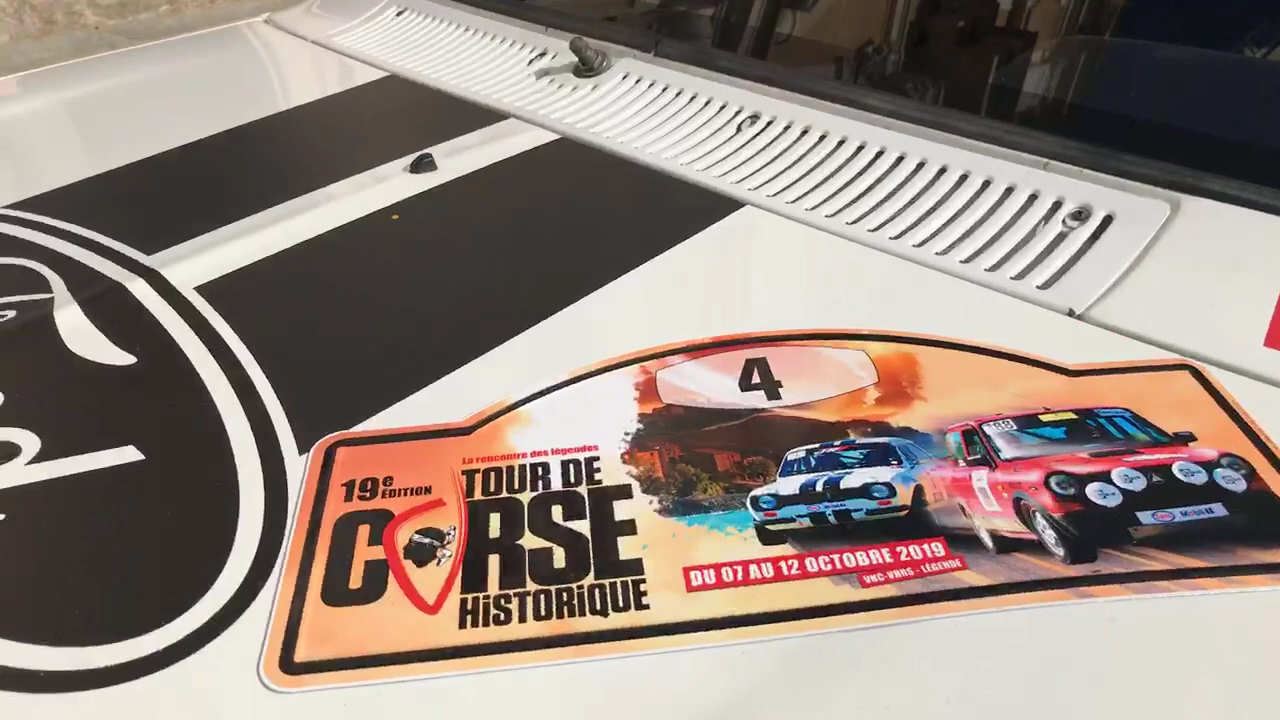 4
La rencontre des légendes
19e ÉDITION
TOUR DE
CORSE
HiSTORiQUE
DU 07 AU 12 OCTOBRE 2019
VHC-VHRS - LÉGENDE